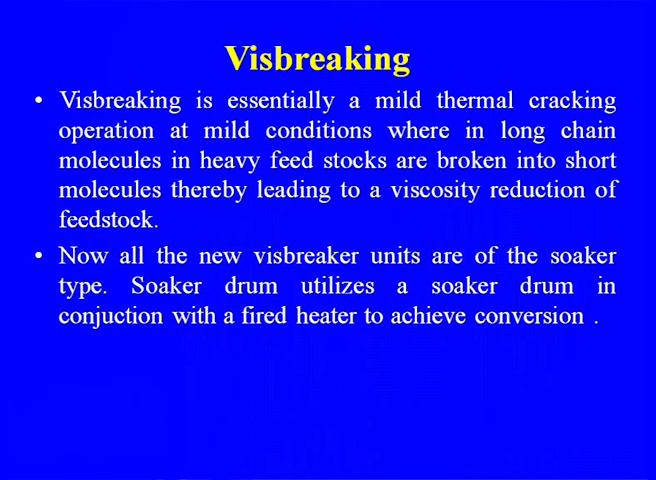 Visbreaking
• Visbreaking is essentially a mild thermal cracking
operation at mild conditions where in long chain
molecules in heavy feed stocks are broken into short
molecules thereby leading to a viscosity reduction of
feedstock.
• Now all the new visbreaker units are of the soaker
type. Soaker drum utilizes a soaker drum in
conjuction with a fired heater to achieve conversion .